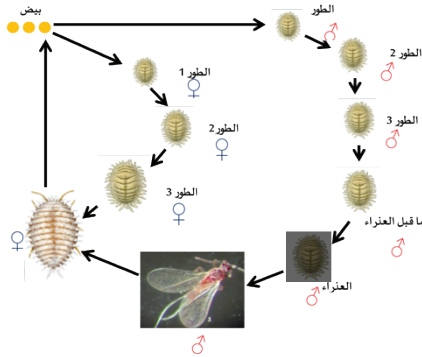 بيض
الطور
الطور 2
الطور 3
ما قبل العذراء
العذراء
الطور 1
الطور 2
الطور 3